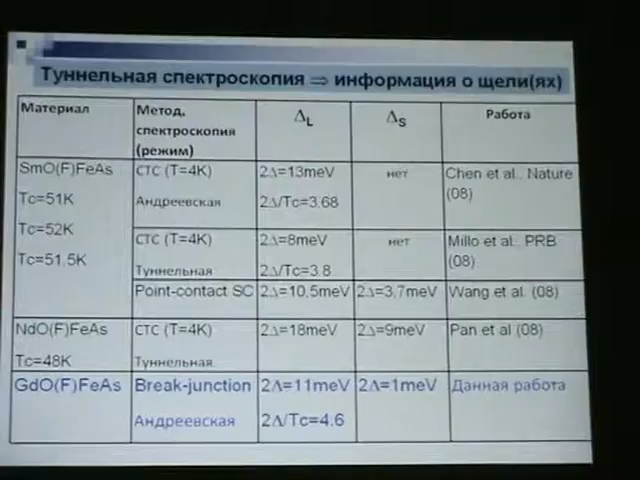 Туннельная спектроскопия ⇒ информация о щели(ях)
Материал
Метод, спектроскопия (режим)
ΔL
ΔS
Работа
SmO(F)FeAs
Tc=51K
Tc=52K
Tc=51.5K
СТС (T=4K)
Андреевская
2Δ=13meV
2Δ/Tc=3.68
нет
Chen et al., Nature
(08)
СТС (T=4K)
Туннельная
2Δ=8meV
2Δ/Tc=3.8
нет
Millo et al., PRB
(08)
Point-contact SC
2Δ=10,5meV
2Δ=3,7meV
Wang et al. (08)
NdO(F)FeAs
Tc=48K
СТС (T=4K)
Туннельная
2Δ=18meV
2Δ=9meV
Pan et al (08)
GdO(F)FeAs
Break-junction
Андреевская
2Δ=11meV
2Δ/Tc=4.6
2Δ=1meV
Данная работа